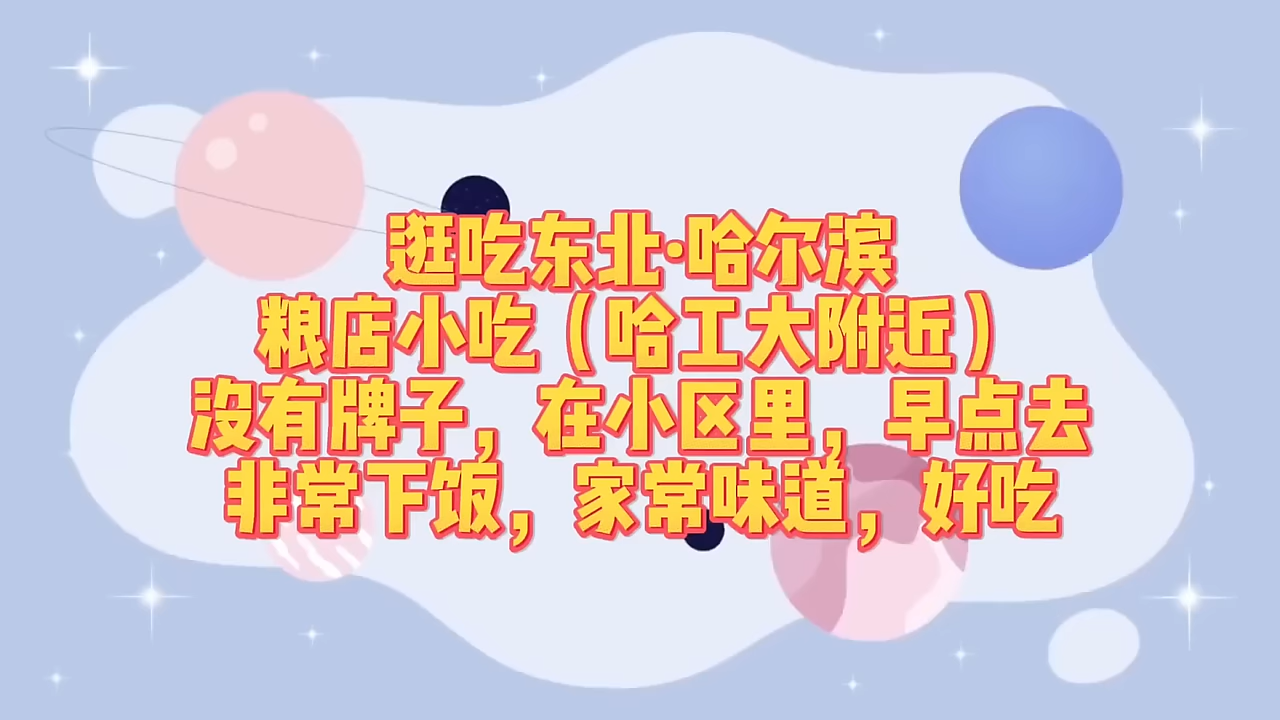 逛吃东北·哈尔滨
粮店小吃（哈工大附近）
没有牌子，在小区里，早点去
非常下饭，家常味道，好吃